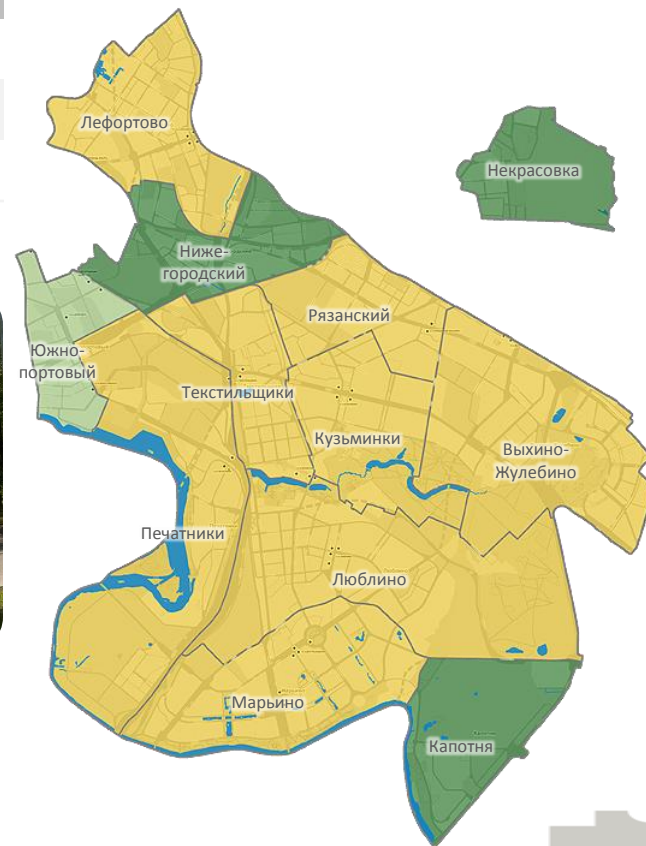 Лефортово
Некрасовка
Ниже-
городский
Рязанский
Южно-
портовый
Текстильщики
Кузьминки
Выхино-
Жулебино
Печатники
Люблино
Марьино
Капотня